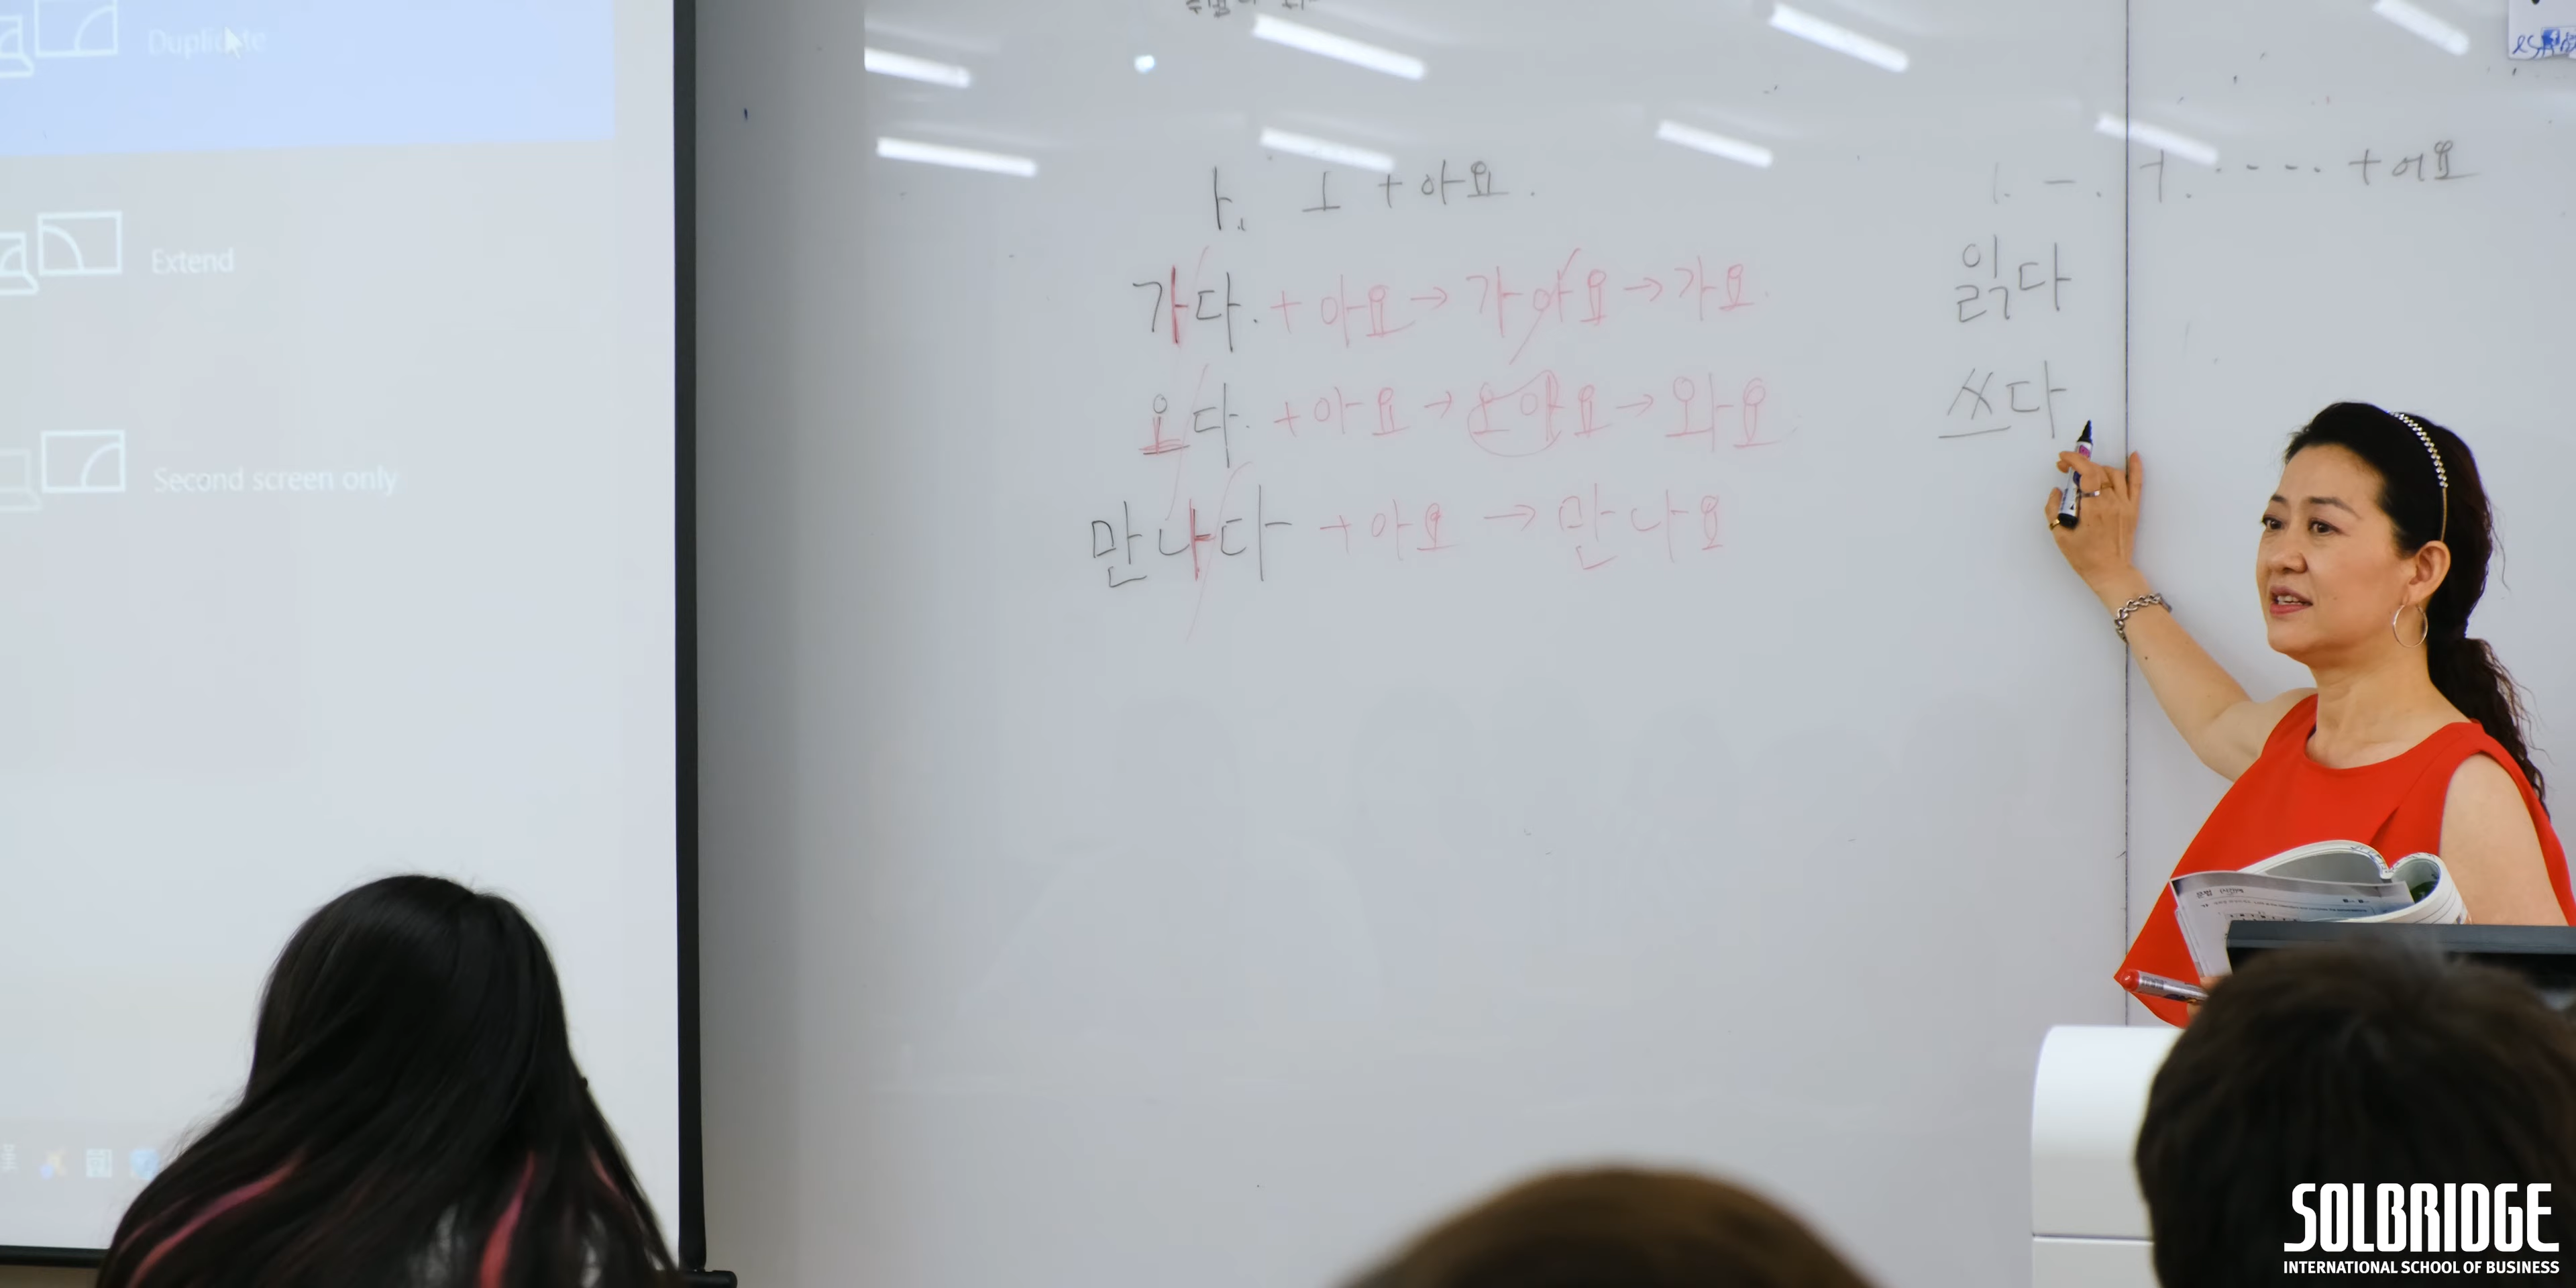 Duplicate
Extend
Second screen only
ㅏ. ㅗ + 아요.
가다. + 아요 → 가아요 → 가요.
오다. + 아요 → 오아요 → 와요.
만나다 + 아요 → 만나요
ㅣ. ㅡ. ㅓ. ---- + 어요
읽다
쓰다
SOLBRIDGE
INTERNATIONAL SCHOOL OF BUSINESS